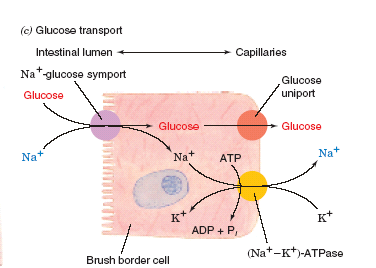 (c) Glucose transport
Intestinal lumen
Capillaries
Na⁺-glucose symport
Glucose
uniport
Glucose
Glucose
Glucose
Na⁺
Na⁺
ATP
Na⁺
K⁺
K⁺
ADP + Pᵢ
(Na⁺–K⁺)-ATPase
Brush border cell